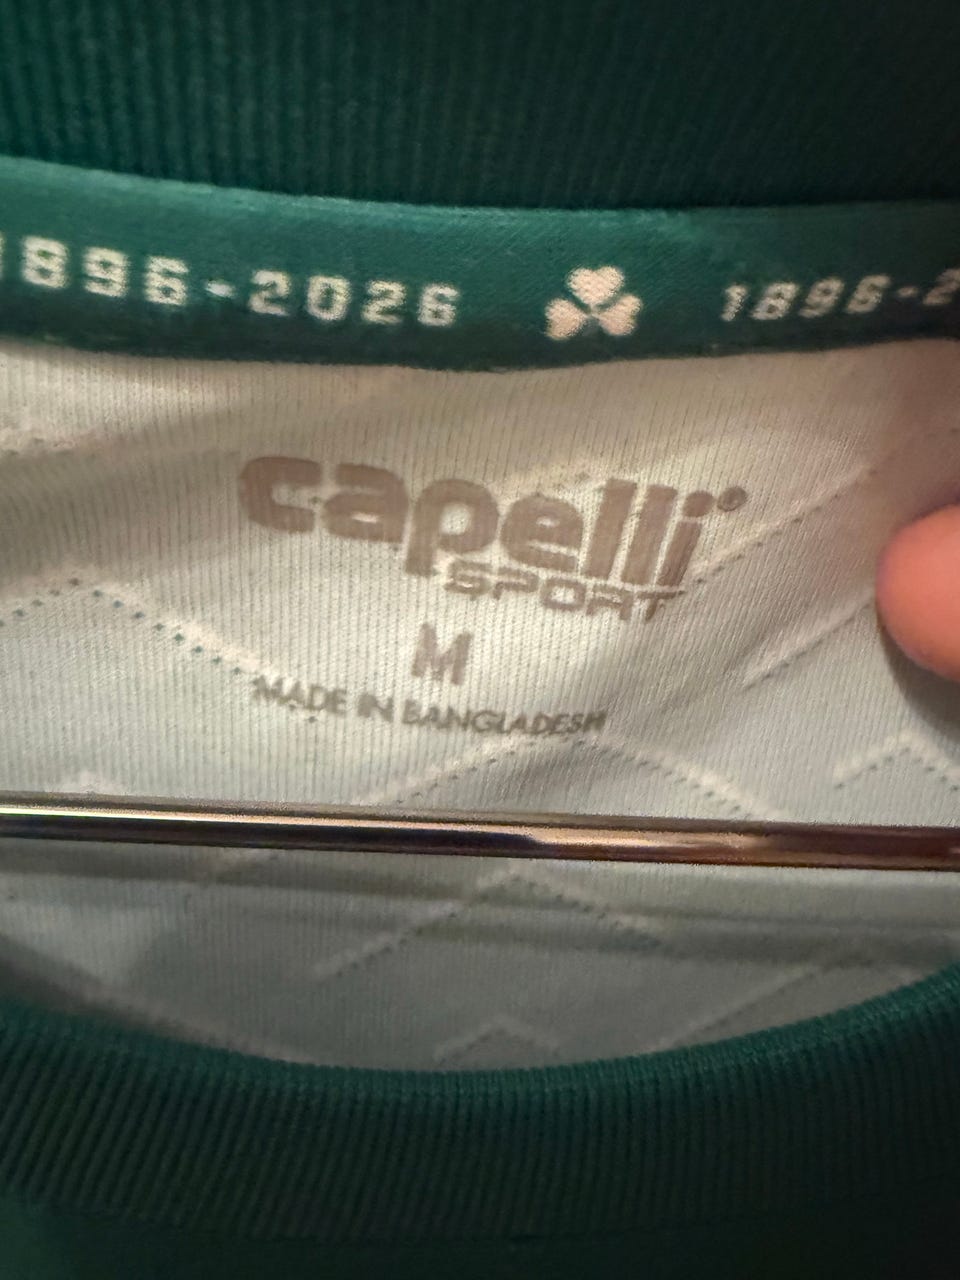 1896-2026 1896-2
capelli®
SPORT
M
MADE IN BANGLADESH